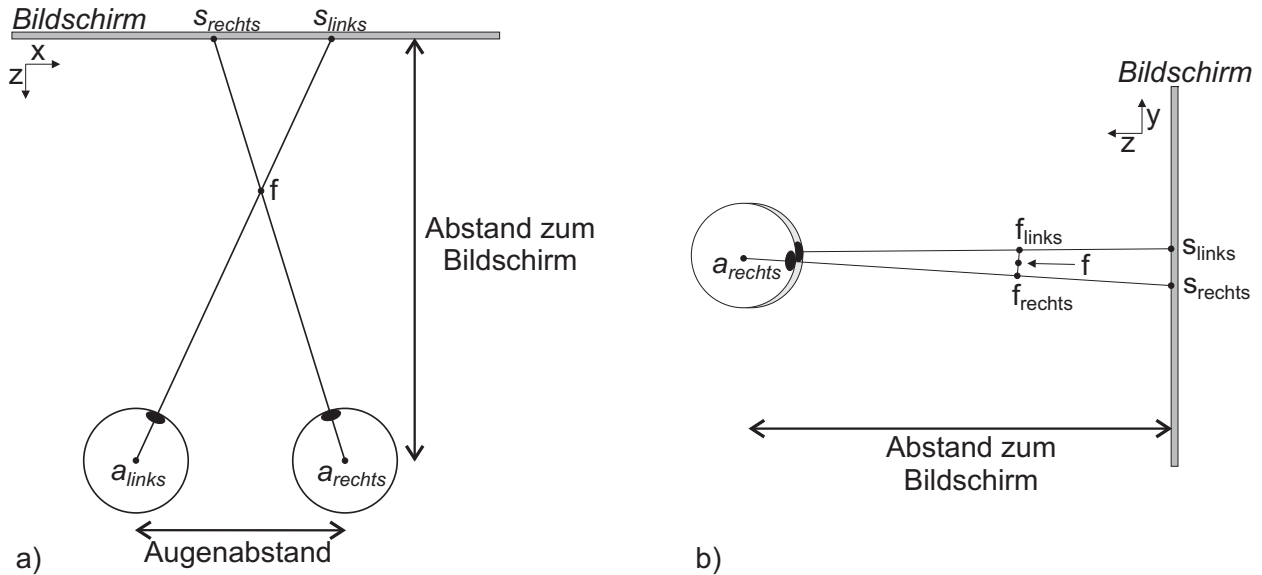 Bildschirm
s_rechts
s_links
x
z
f
Abstand zum
Bildschirm
a_links
a_rechts
Augenabstand
a)
Bildschirm
y
z
f_links
s_links
a_rechts
f
f_rechts
s_rechts
Abstand zum
Bildschirm
b)